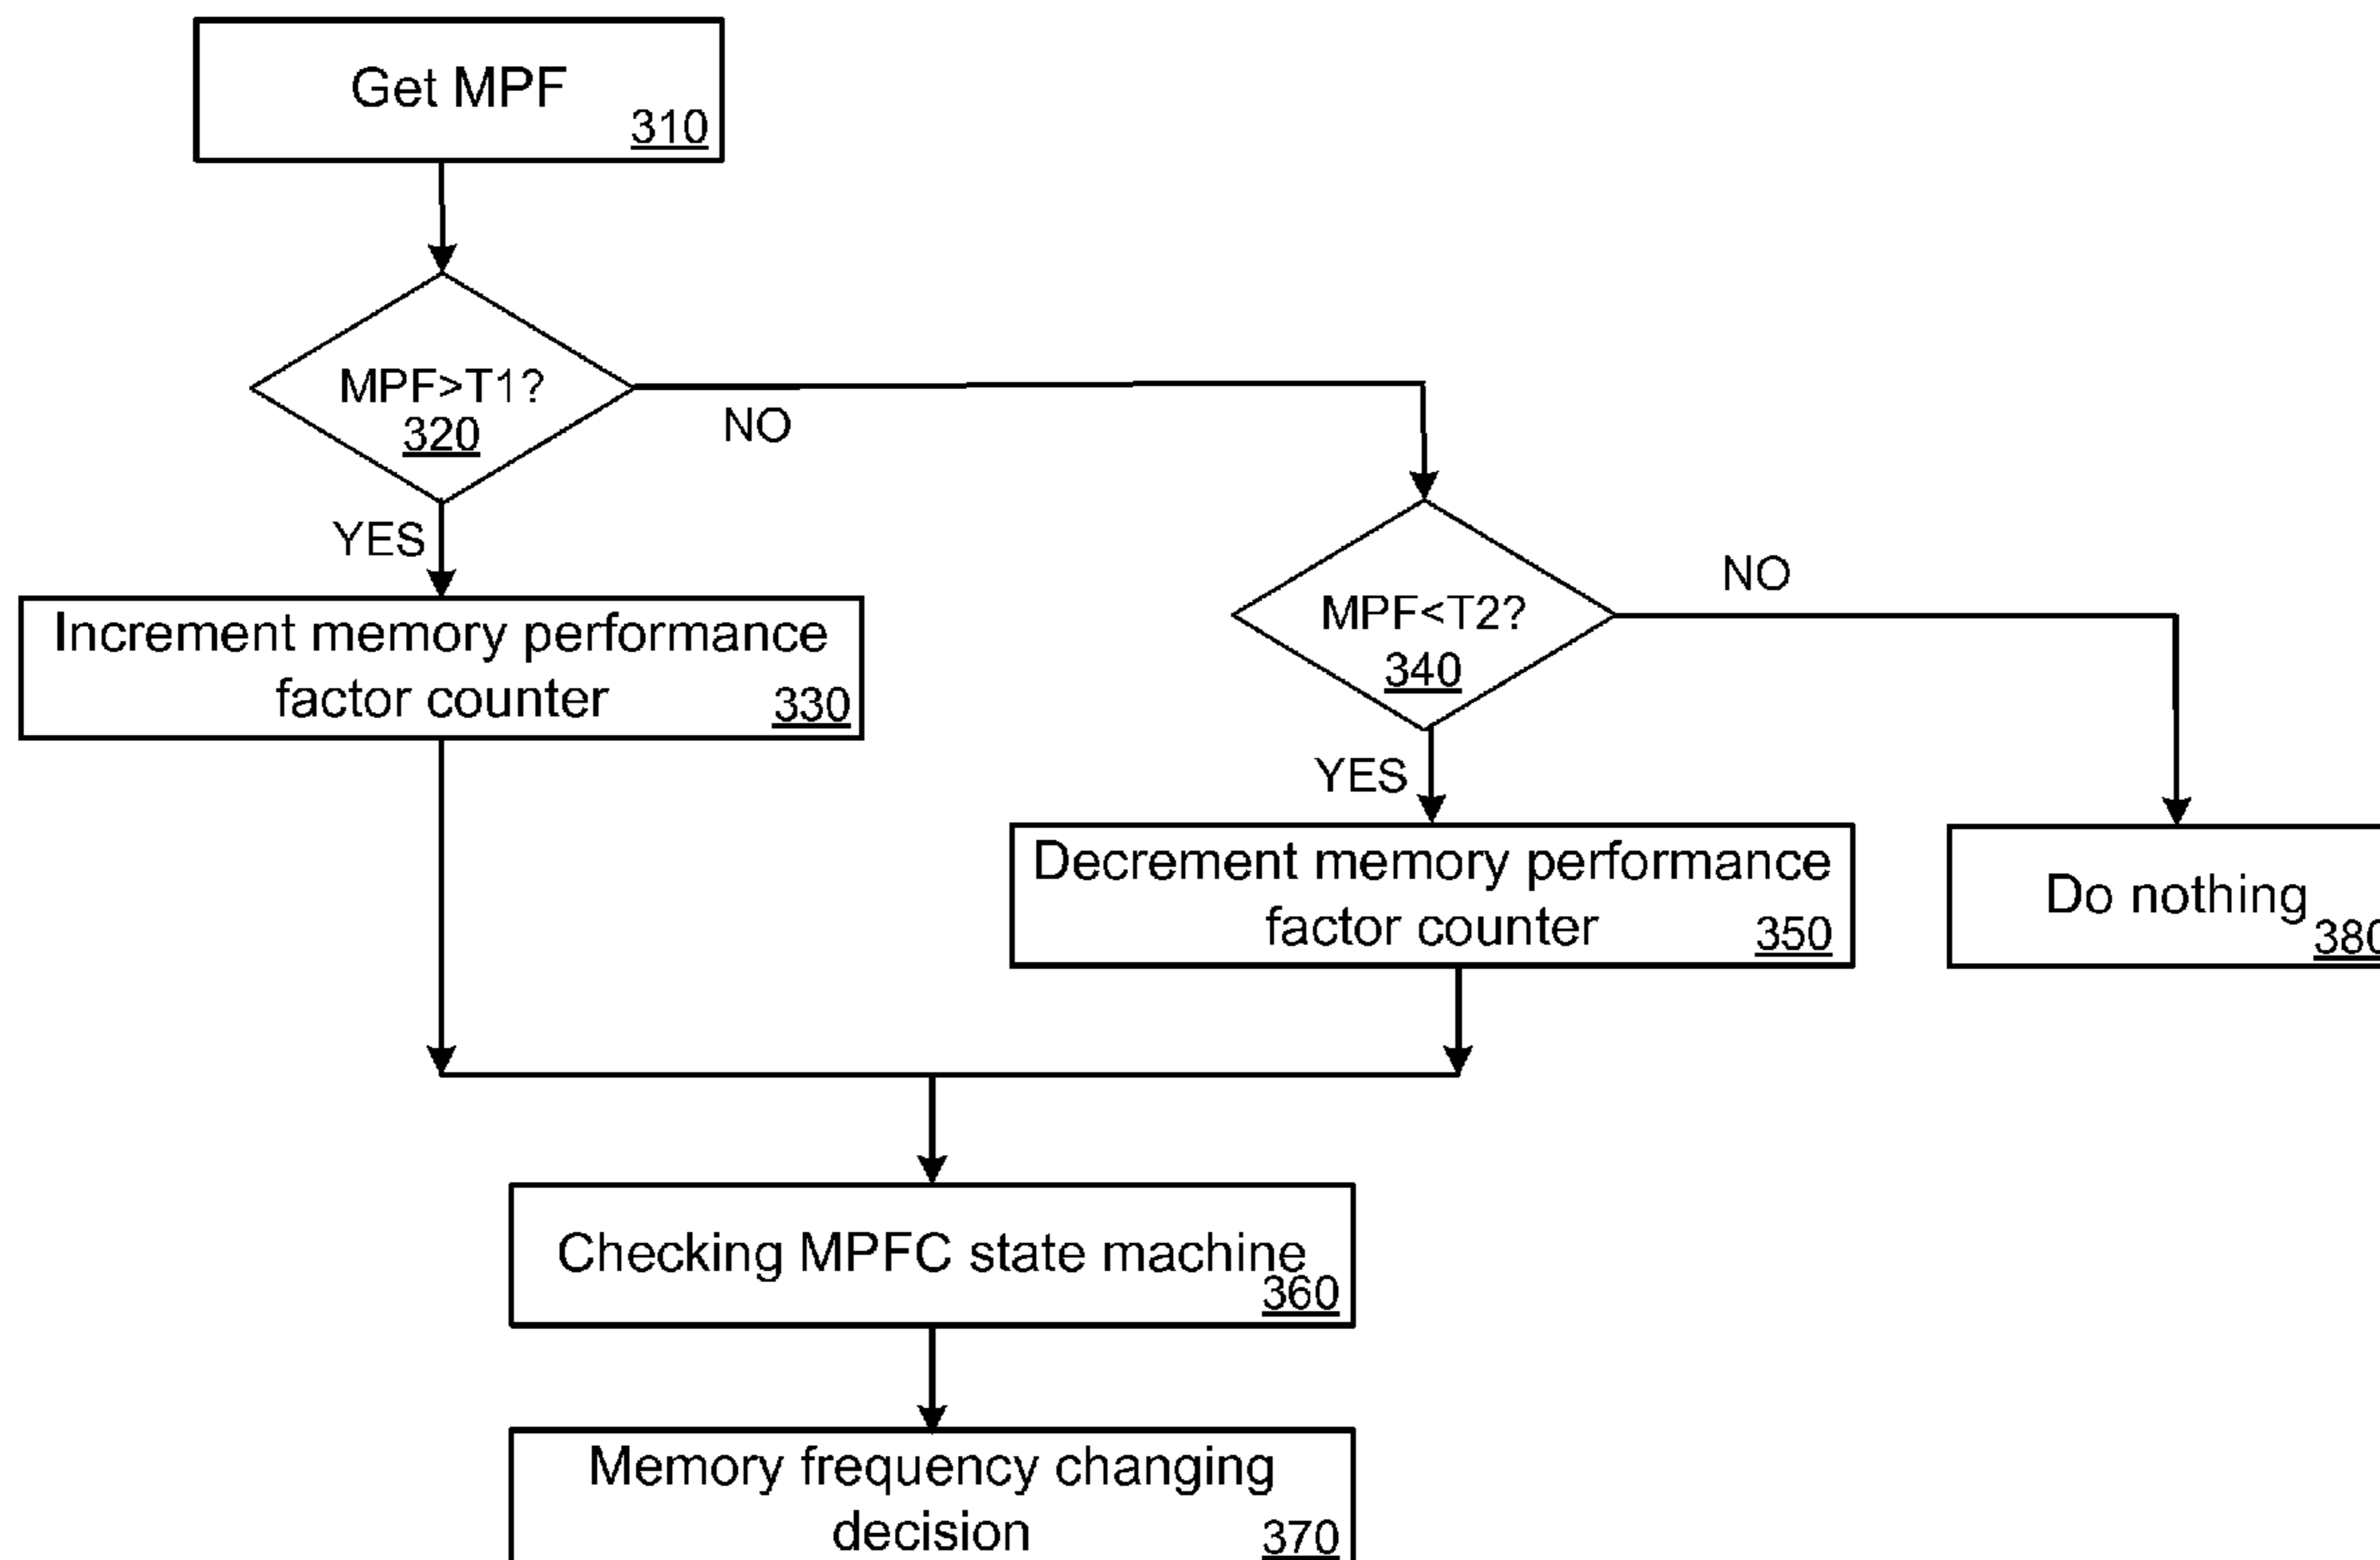 Get MPF
310
MPF>T1?
320
NO
YES
Increment memory performance
factor counter
330
MPF<T2?
340
NO
YES
Decrement memory performance
factor counter
350
Do nothing
380
Checking MPFC state machine
360
Memory frequency changing
decision
370